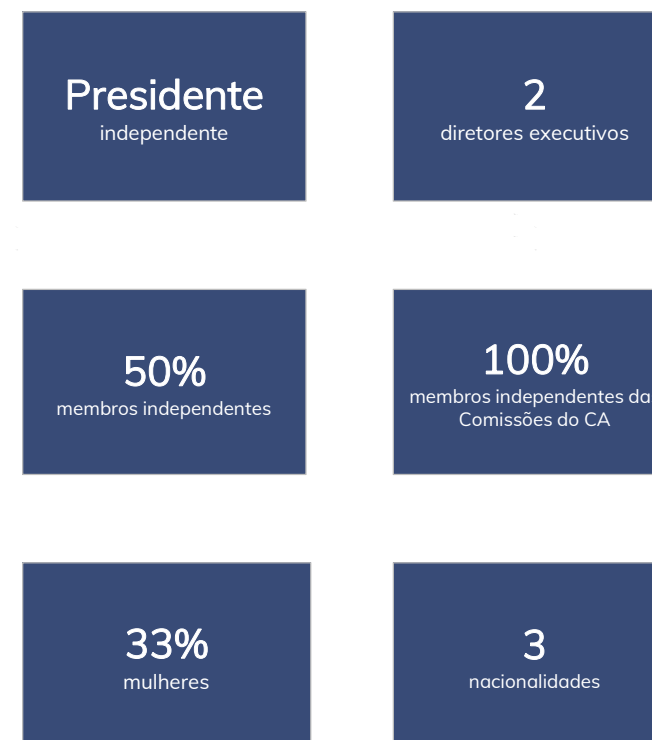 Presidente
independente
2
diretores executivos
50%
membros independentes
100%
membros independentes da
Comissões do CA
33%
mulheres
3
nacionalidades